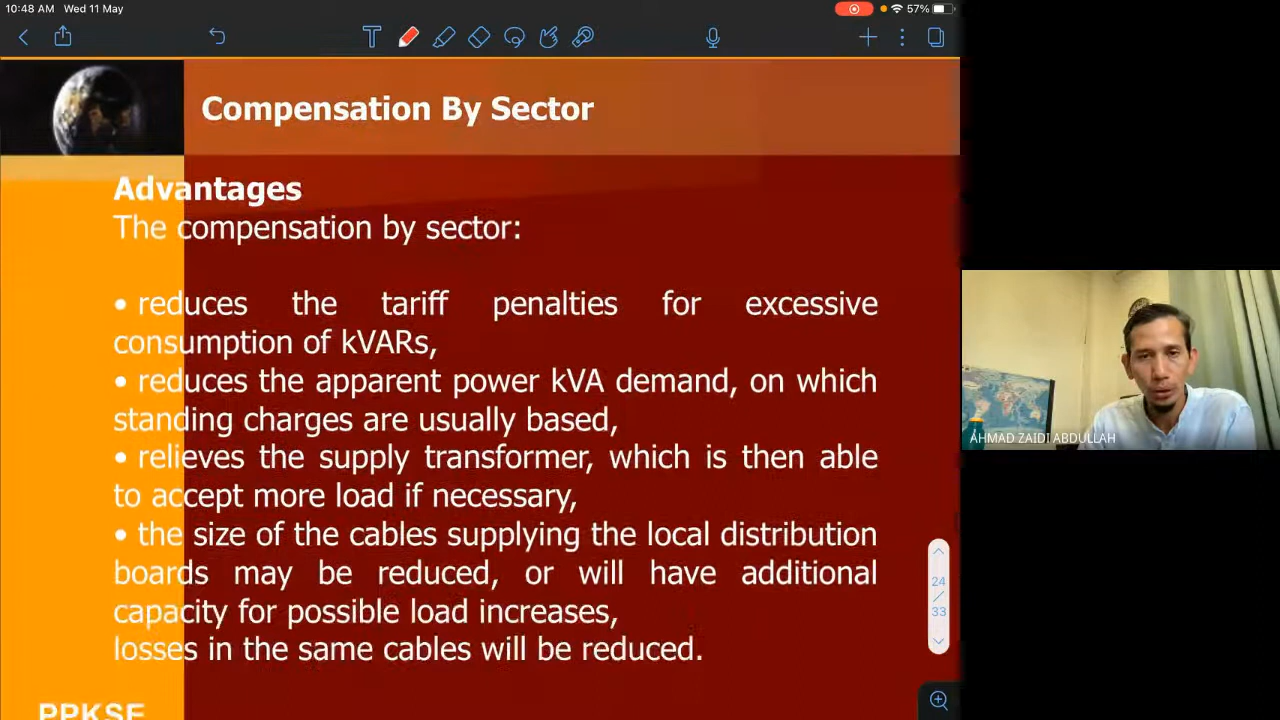 10:48 AM Wed 11 May
57%
Compensation By Sector
Advantages
The compensation by sector:
• reduces the tariff penalties for excessive
consumption of kVARs,
• reduces the apparent power kVA demand, on which
standing charges are usually based,
• relieves the supply transformer, which is then able
to accept more load if necessary,
• the size of the cables supplying the local distribution
boards may be reduced, or will have additional
capacity for possible load increases,
losses in the same cables will be reduced.
24
/
33
PPKSE
AHMAD ZAIDI ABDULLAH